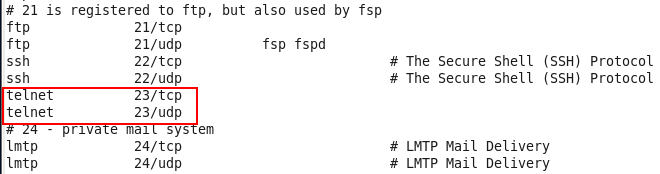 # 21 is registered to ftp, but also used by fsp
ftp             21/tcp
ftp             21/udp          fsp fspd
ssh             22/tcp                          # The Secure Shell (SSH) Protocol
ssh             22/udp                          # The Secure Shell (SSH) Protocol
telnet          23/tcp
telnet          23/udp
# 24 - private mail system
lmtp            24/tcp                          # LMTP Mail Delivery
lmtp            24/udp                          # LMTP Mail Delivery